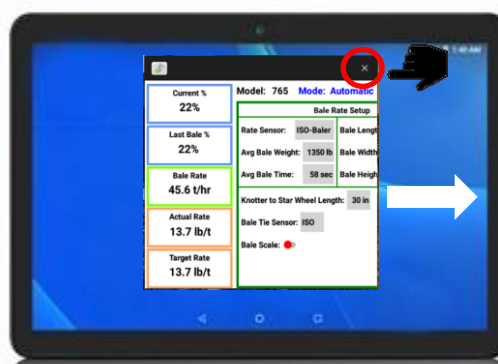 7:40 AM
×
Current %
22%
Last Bale %
22%
Bale Rate
45.6 t/hr
Actual Rate
13.7 lb/t
Target Rate
13.7 lb/t
Model: 765 Mode: Automatic
Bale Rate Setup
Rate Sensor: ISO-Baler Bale Lengt
Avg Bale Weight: 1350 lb Bale Width
Avg Bale Time: 58 sec Bale Heigh
Knotter to Star Wheel Length: 30 in
Bale Tie Sensor: ISO
Bale Scale: